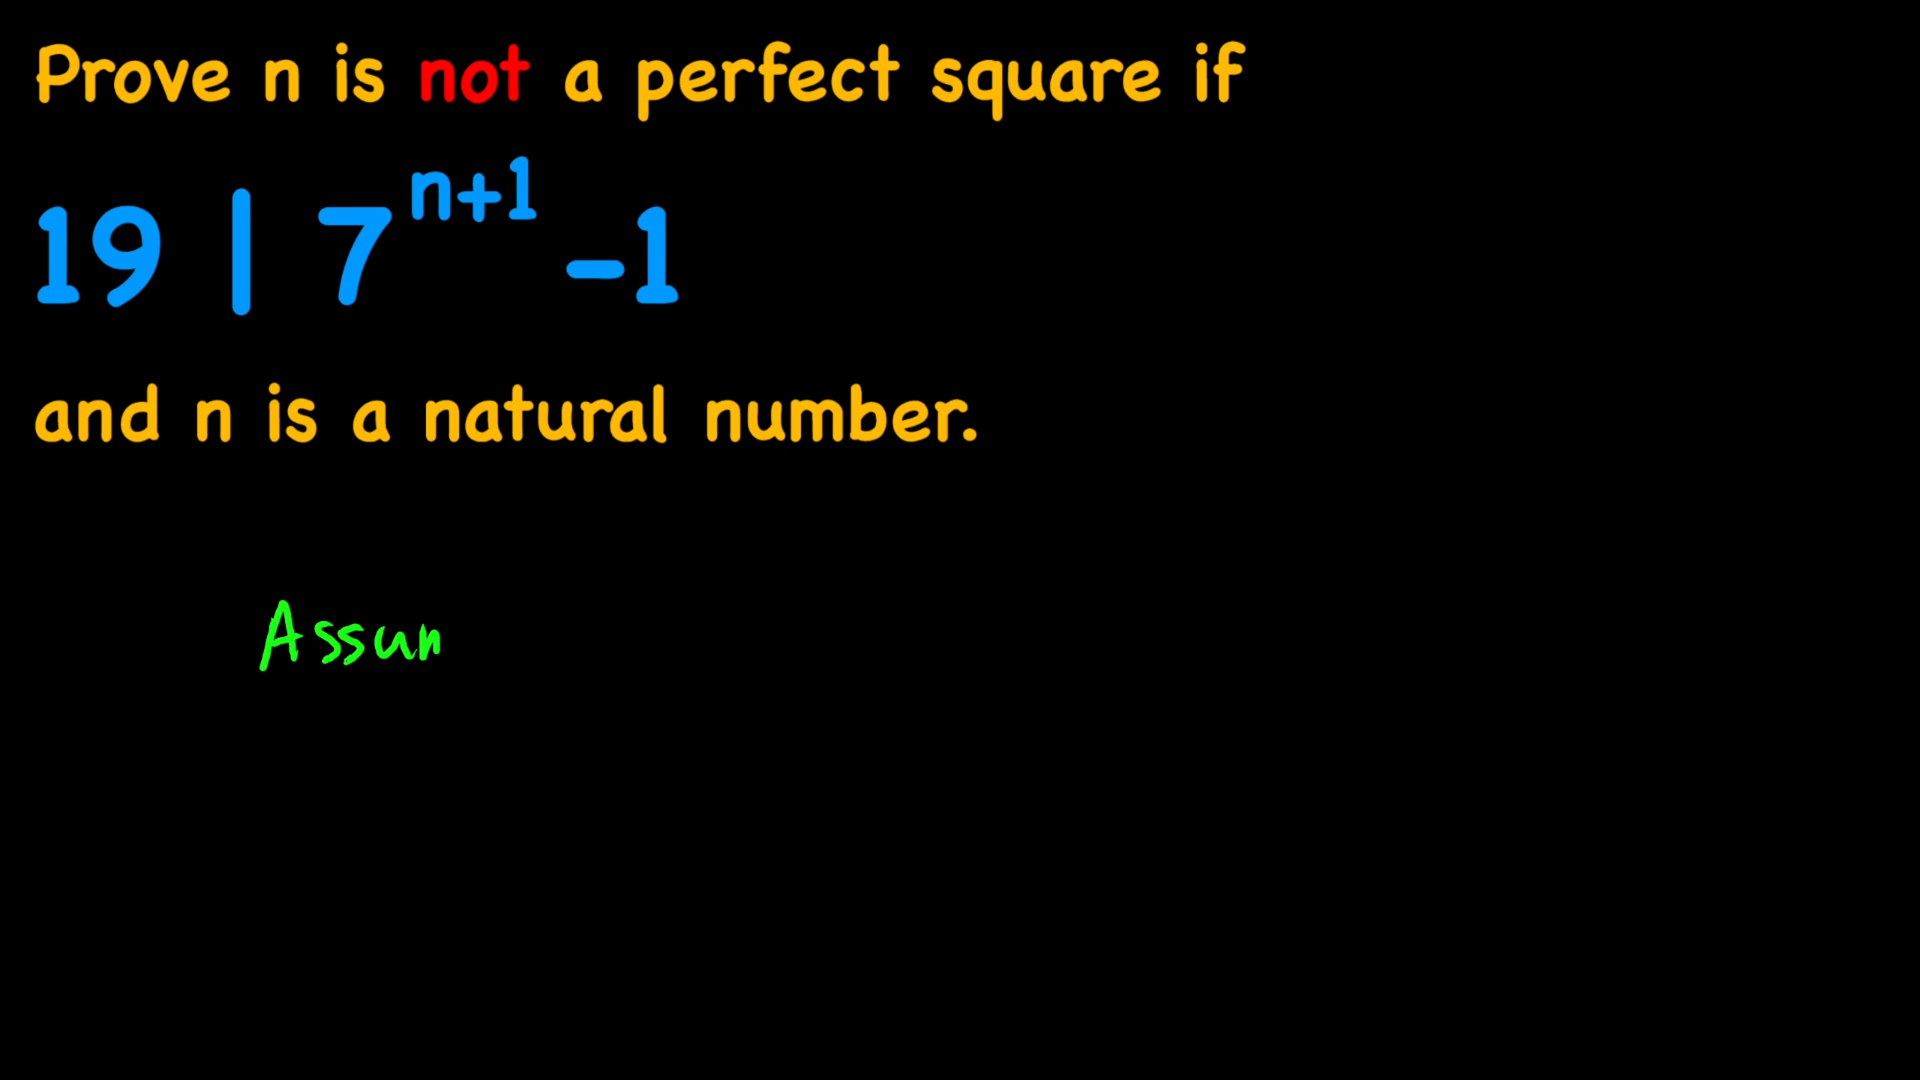 Prove n is not a perfect square if
19 | 7^{n+1} -1
and n is a natural number.
Assun